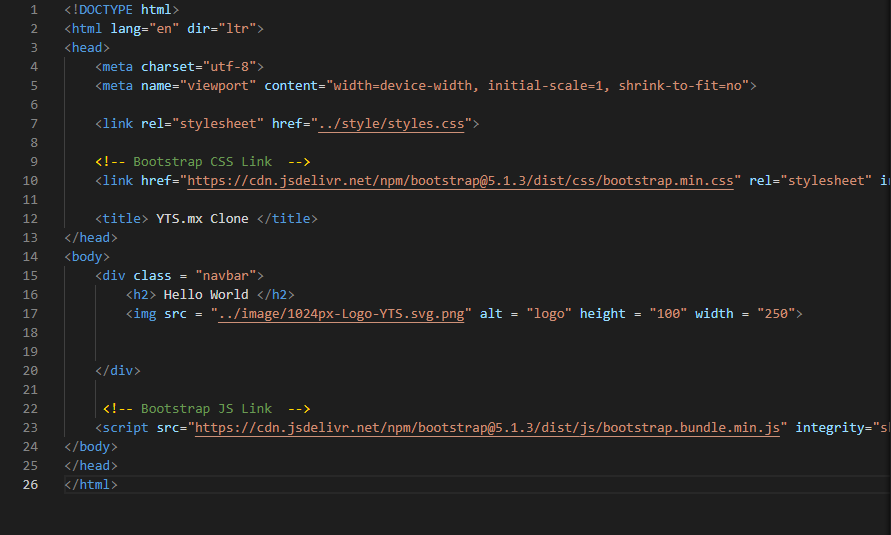 1 <!DOCTYPE html>
2 <html lang="en" dir="ltr">
3 <head>
4 <meta charset="utf-8">
5 <meta name="viewport" content="width=device-width, initial-scale=1, shrink-to-fit=no">
6
7 <link rel="stylesheet" href="../style/styles.css">
8
9 <!-- Bootstrap CSS Link  -->
10 <link href="https://cdn.jsdelivr.net/npm/bootstrap@5.1.3/dist/css/bootstrap.min.css" rel="stylesheet" in
11
12 <title> YTS.mx Clone </title>
13 </head>
14 <body>
15 <div class = "navbar">
16 <h2> Hello World </h2>
17 <img src = "../image/1024px-Logo-YTS.svg.png" alt = "logo" height = "100" width = "250">
18
19
20 </div>
21
22 <!-- Bootstrap JS Link  -->
23 <script src="https://cdn.jsdelivr.net/npm/bootstrap@5.1.3/dist/js/bootstrap.bundle.min.js" integrity="s
24 </body>
25 </head>
26 </html>